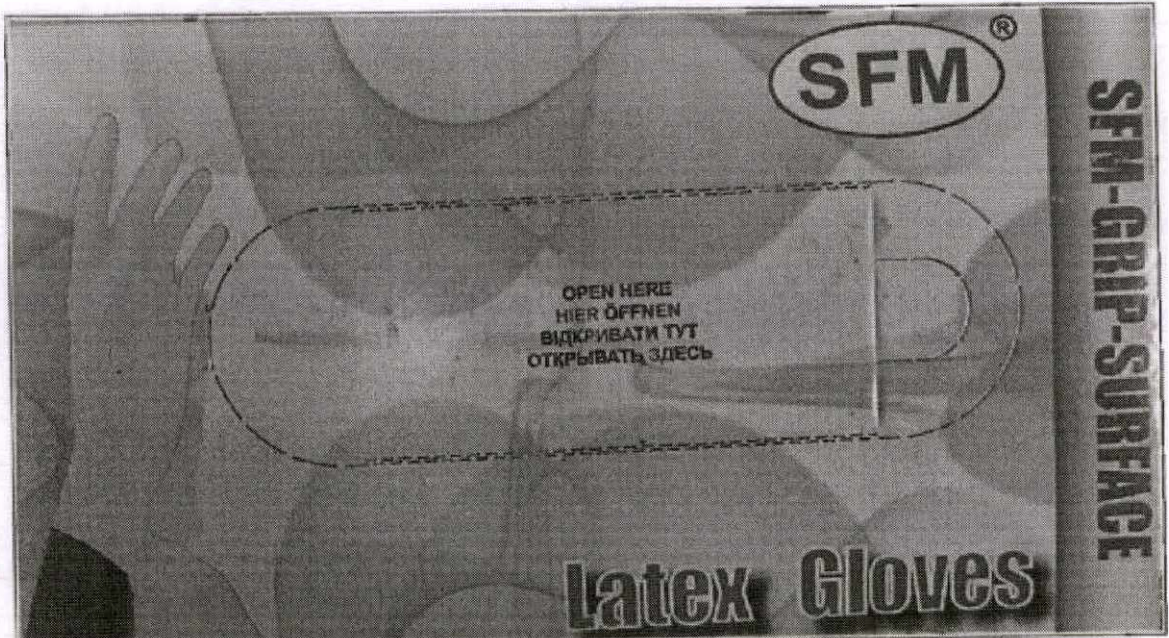 SFM®
OPEN HERE
HIER ÖFFNEN
ВІДКРИВАТИ ТУТ
ОТКРЫВАТЬ ЗДЕСЬ
Latex Gloves
SFM-GRIP-SURFACE